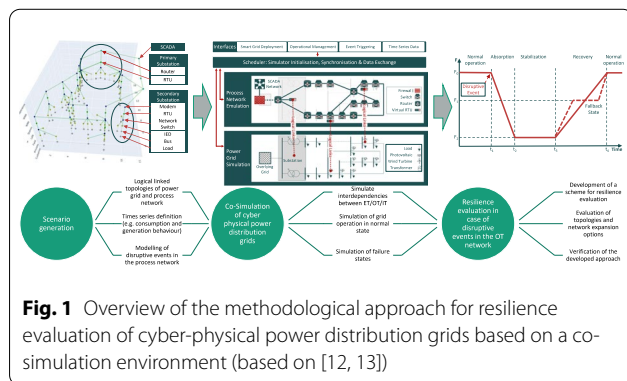 SCADA
Primary
Substation
Router
RTU
Secondary
Substation
Modem
RTU
Network
Switch
IED
Bus
Load
Interfaces
Smart Grid Deployment
Operational Management
Event Triggering
Time Series Data
Scheduler: Simulator Initialisation, Synchronisation & Data Exchange
Process
Network
Emulation
SCADA
Network
Firewall
Switch
Router
Virtual RTU
Power
Grid
Simulation
Overlying
Grid
Substation
Load
Photovoltaic
Wind Turbine
Transformer
Normal
operation
Absorption
Stabilization
Recovery
Normal
operation
Disruptive
Event
Fallback
State
Time
Scenario
generation
Logical linked
topologies of power
grid and process
network
Times series definition
(e.g. consumption and
generation behaviour)
Modelling of
disruptive events in
the process network
Co-Simulation of
cyber
physical power
distribution
grids
Simulate
interdependencies
between ET/OT/IT
Simulation of grid
operation in normal
state
Simulation of failure
states
Resilience
evaluation in
case of
disruptive
events in the OT
network
Development of a
scheme for resilience
evaluation
Evaluation of
topologies and
network expansion
options
Verification of the
developed approach
Fig. 1 Overview of the methodological approach for resilience
evaluation of cyber-physical power distribution grids based on a co-
simulation environment (based on [12, 13])